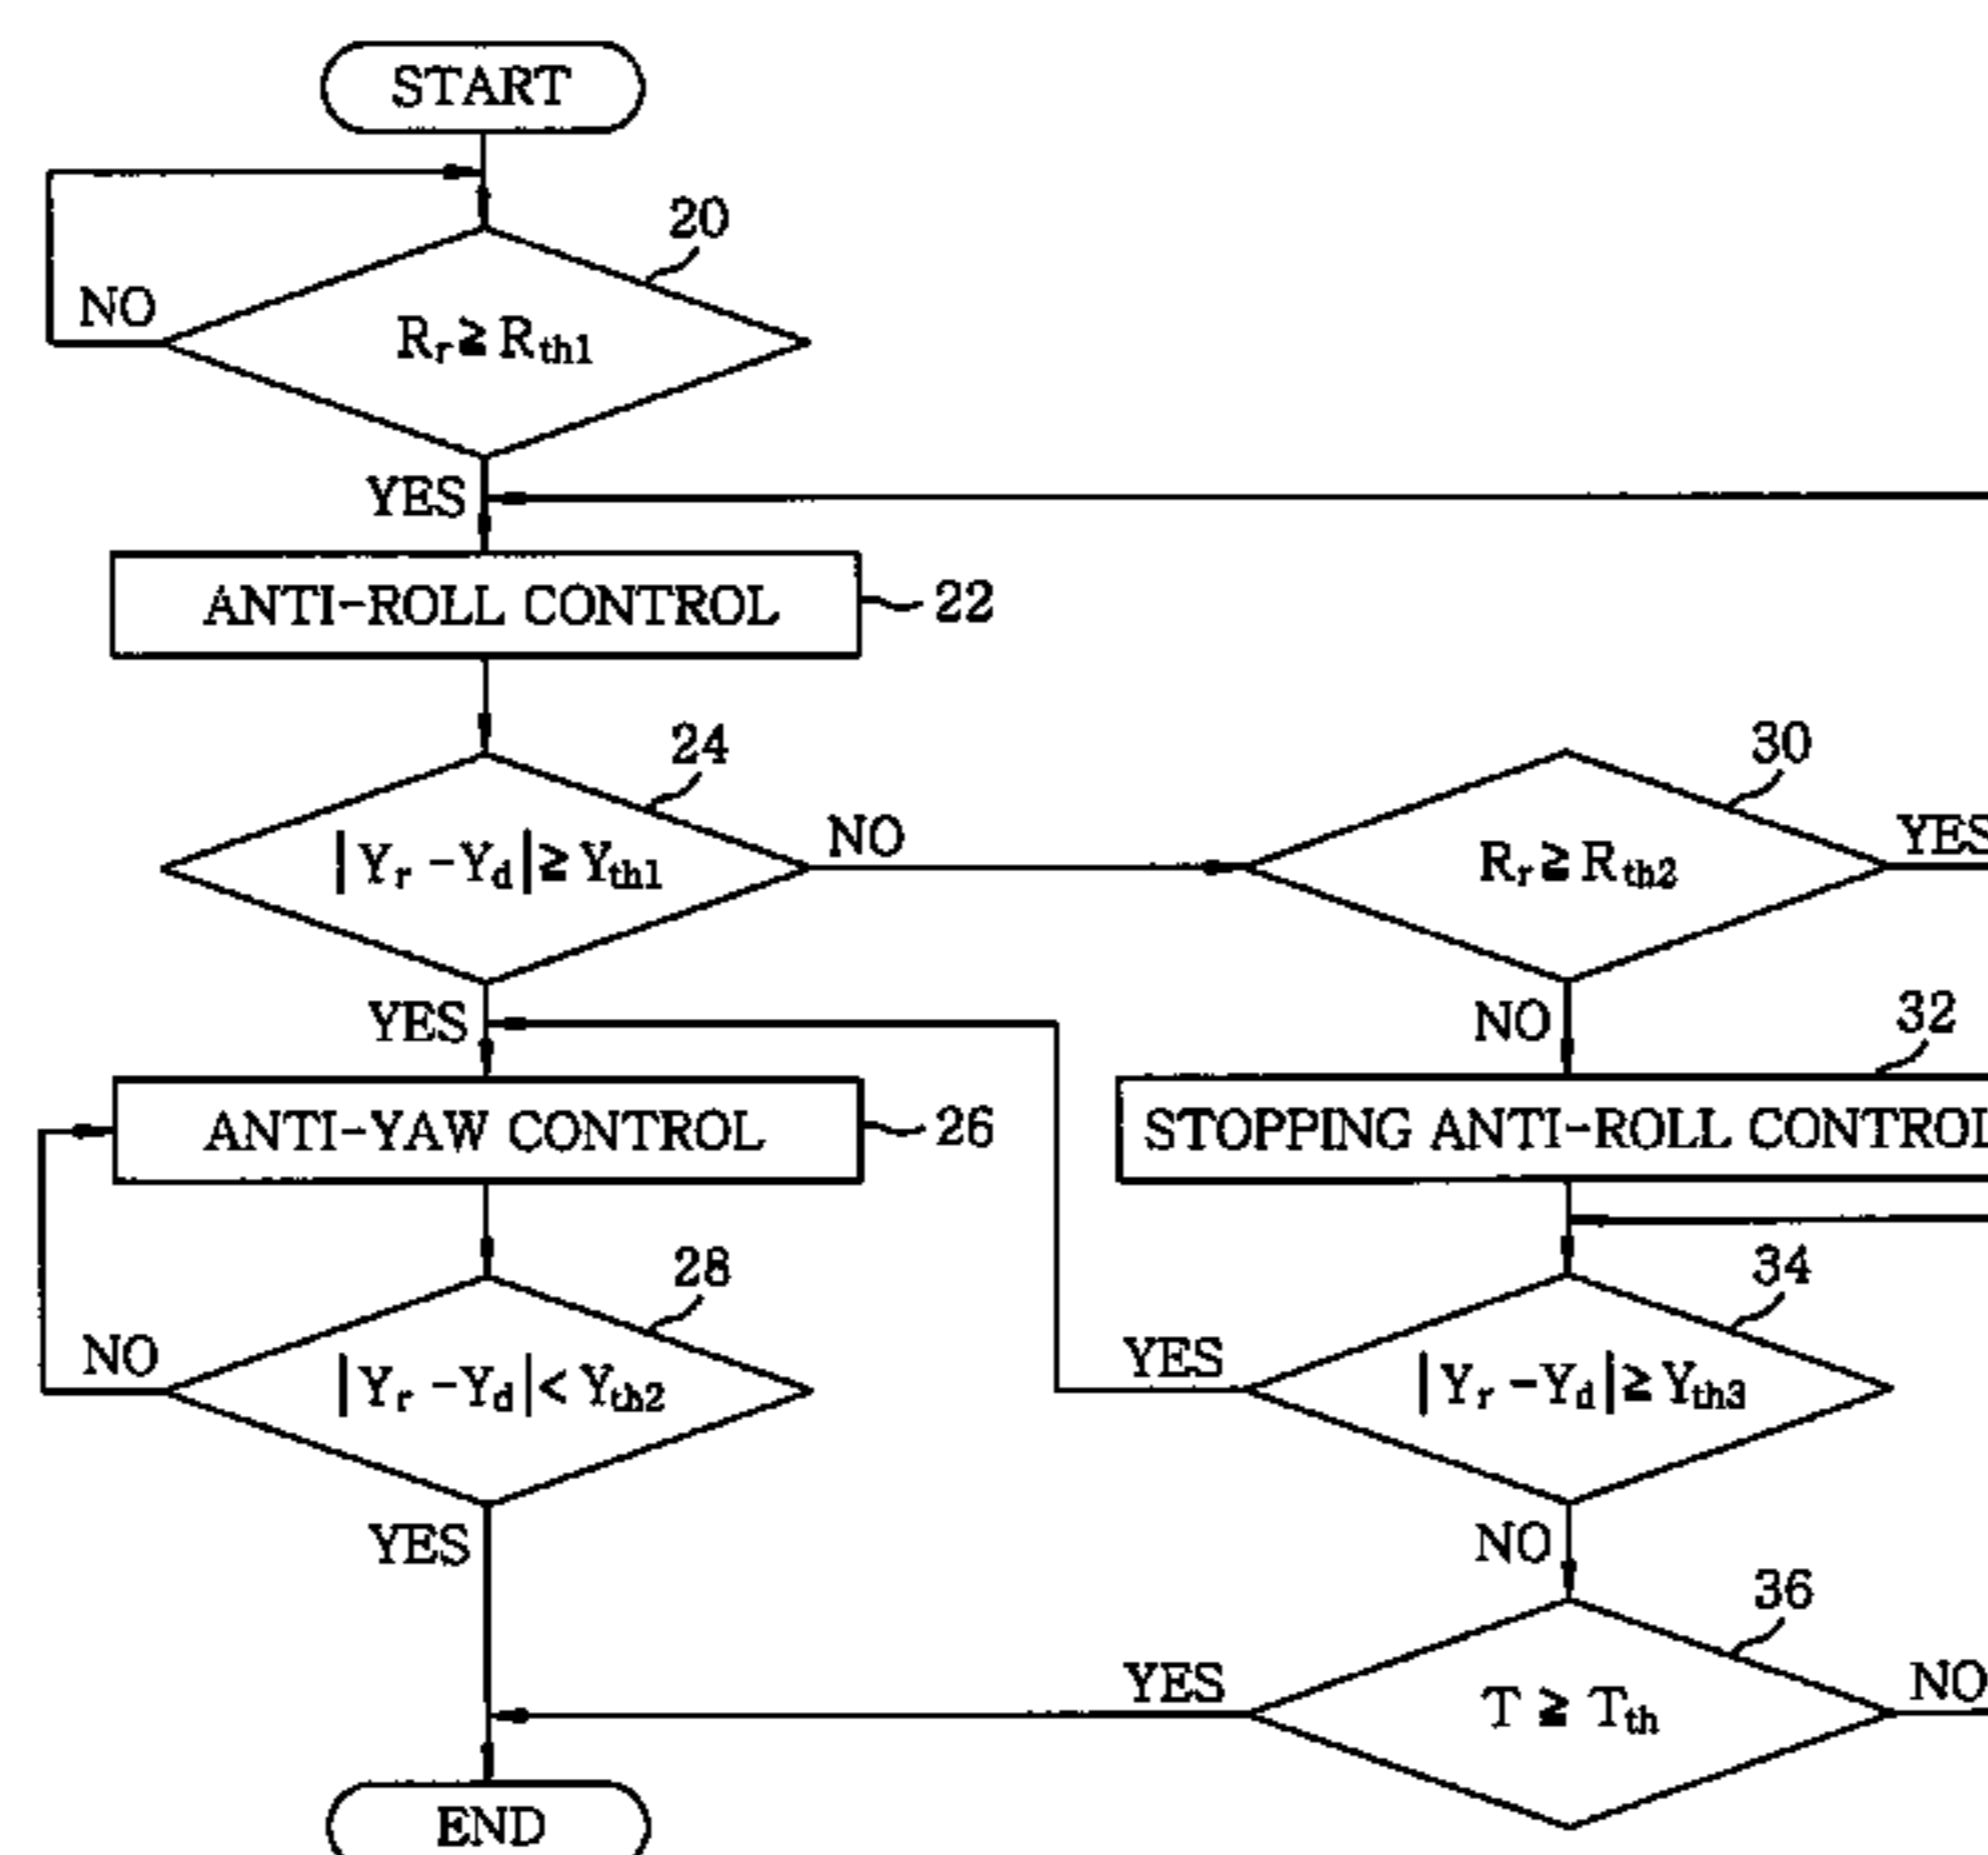 START
20
NO
Rr ≧ Rth1
YES
ANTI-ROLL CONTROL
22
24
|Yr -Yd| ≧ Yth1
NO
30
Rr ≧ Rth2
YES
YES
NO
32
ANTI-YAW CONTROL
26
STOPPING ANTI-ROLL CONTROL
28
NO
|Yr -Yd| < Yth2
34
YES
|Yr -Yd| ≧ Yth3
YES
NO
36
YES
T ≧ Tth
NO
END